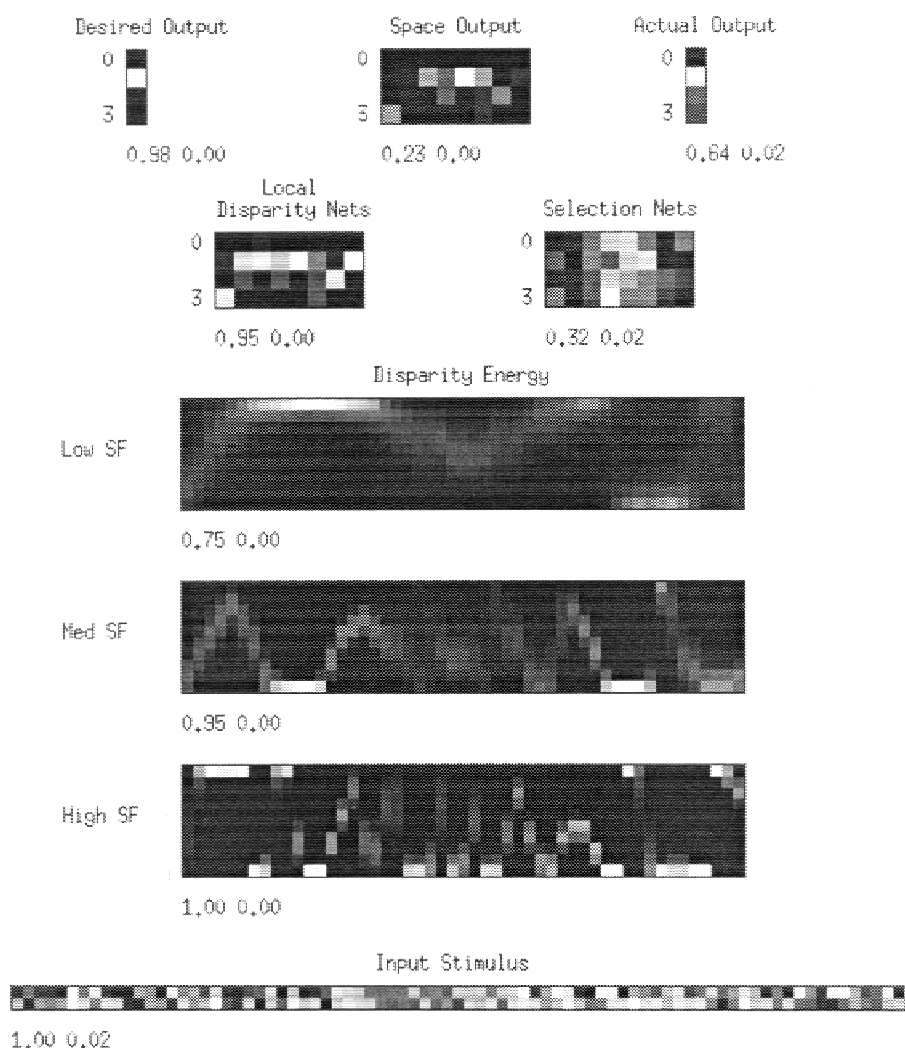 Desired Output
Space Output
Actual Output
0
3
0.98 0.00
0.23 0.00
0
3
0.64 0.02
Local
Disparity Nets
Selection Nets
0
3
0.95 0.00
0
3
0.32 0.02
Disparity Energy
Low SF
0.75 0.00
Med SF
0.95 0.00
High SF
1.00 0.00
Input Stimulus
1.00 0.02